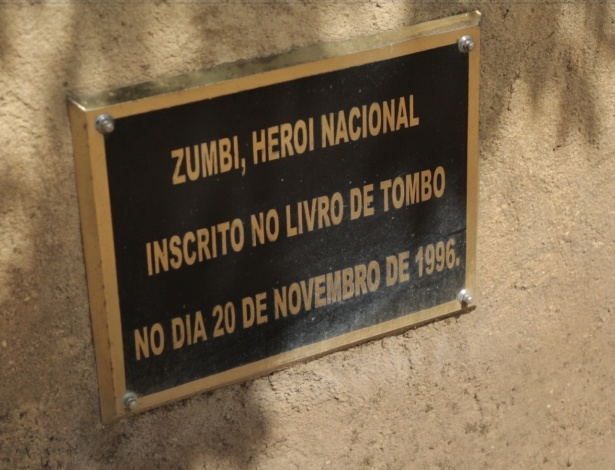 ZUMBI, HEROI NACIONAL
INSCRITO NO LIVRO DE TOMBO
NO DIA 20 DE NOVEMBRO DE 1996.